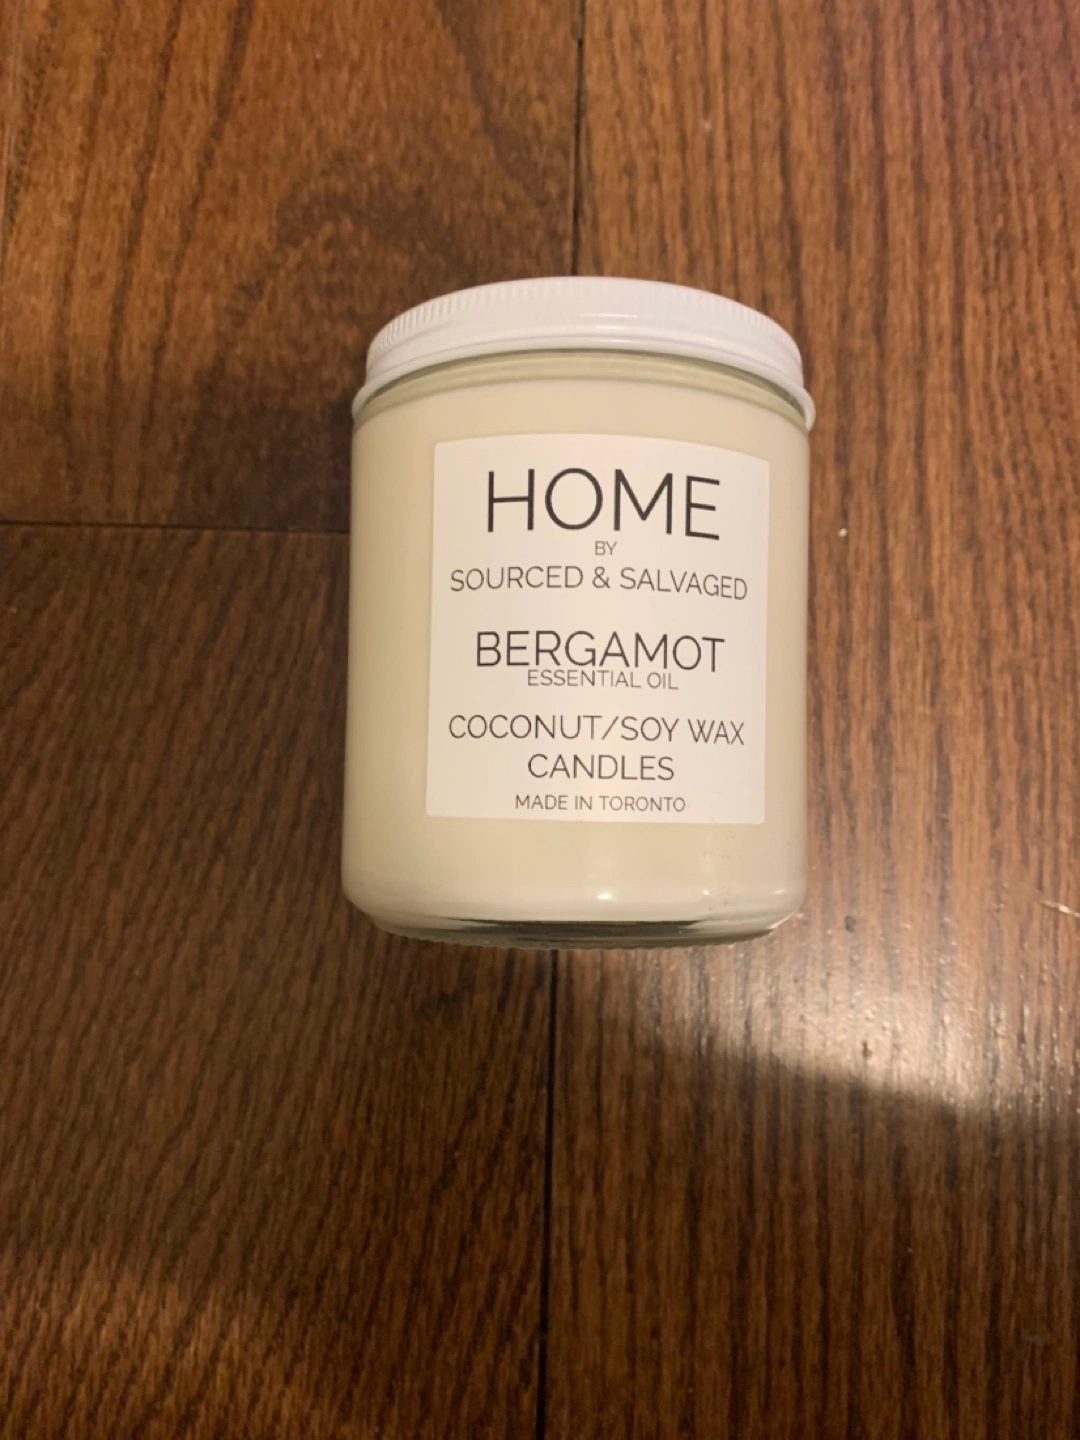 HOME
BY
SOURCED & SALVAGED
BERGAMOT
ESSENTIAL OIL
COCONUT/SOY WAX
CANDLES
MADE IN TORONTO